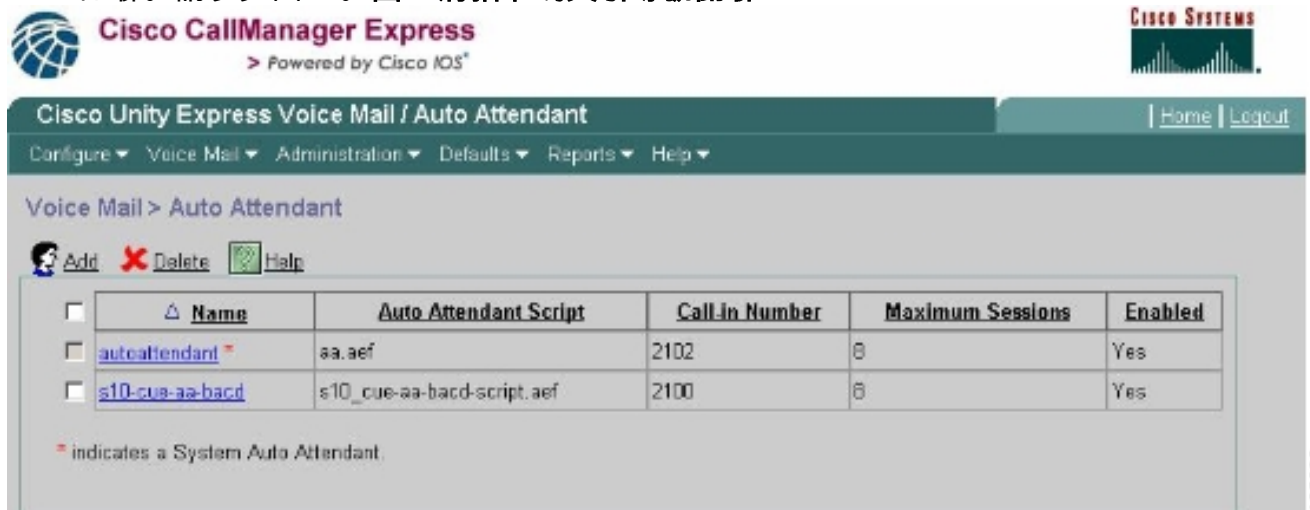 Cisco CallManager Express
> Powered by Cisco IOS®
CISCO SYSTEMS
Cisco Unity Express Voice Mail / Auto Attendant
| Home | Logout
Configure Voice Mail Administration Defaults Reports Help
Voice Mail > Auto Attendant
Add Delete Help
Name Auto Attendant Script Call-in Number Maximum Sessions Enabled
autoattendant * aa.aef 2102 8 Yes
s10-cue-aa-bacd s10_cue-aa-bacd-script.aef 2100 8 Yes
* indicates a System Auto Attendant.